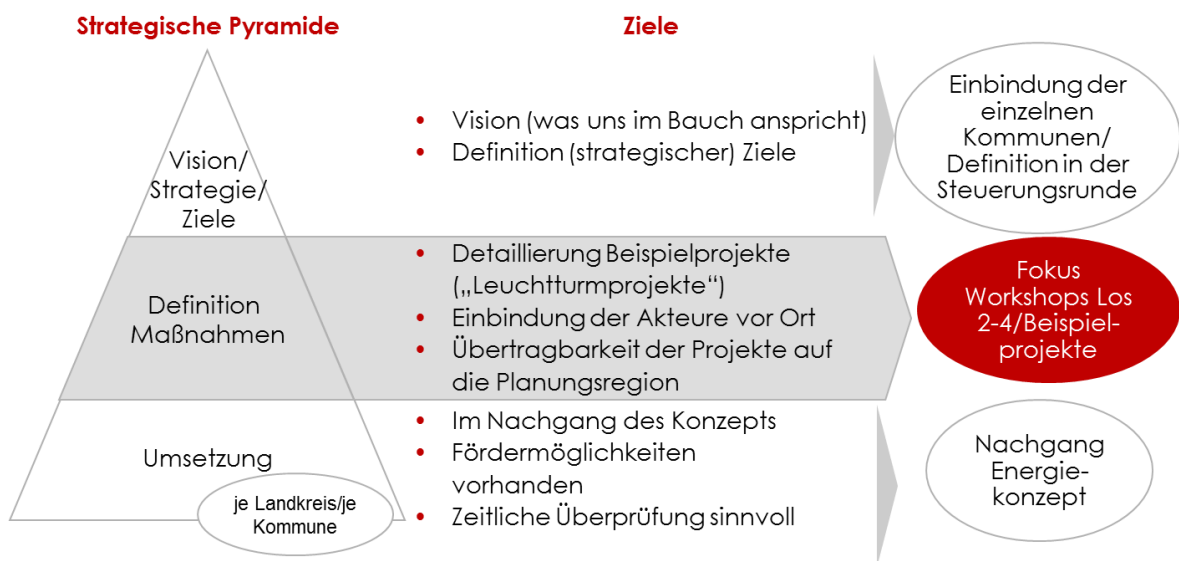 Strategische Pyramide
Ziele
Vision/
Strategie/
Ziele
• Vision (was uns im Bauch anspricht)
• Definition (strategischer) Ziele
Einbindung der
einzelnen
Kommunen/
Definition in der
Steuerungsrunde
Definition
Maßnahmen
• Detaillierung Beispielprojekte
(„Leuchtturmprojekte“)
• Einbindung der Akteure vor Ort
• Übertragbarkeit der Projekte auf
die Planungsregion
Fokus
Workshops Los
2-4/Beispiel-
projekte
Umsetzung
je Landkreis/je
Kommune
• Im Nachgang des Konzepts
• Fördermöglichkeiten
vorhanden
• Zeitliche Überprüfung sinnvoll
Nachgang
Energie-
konzept